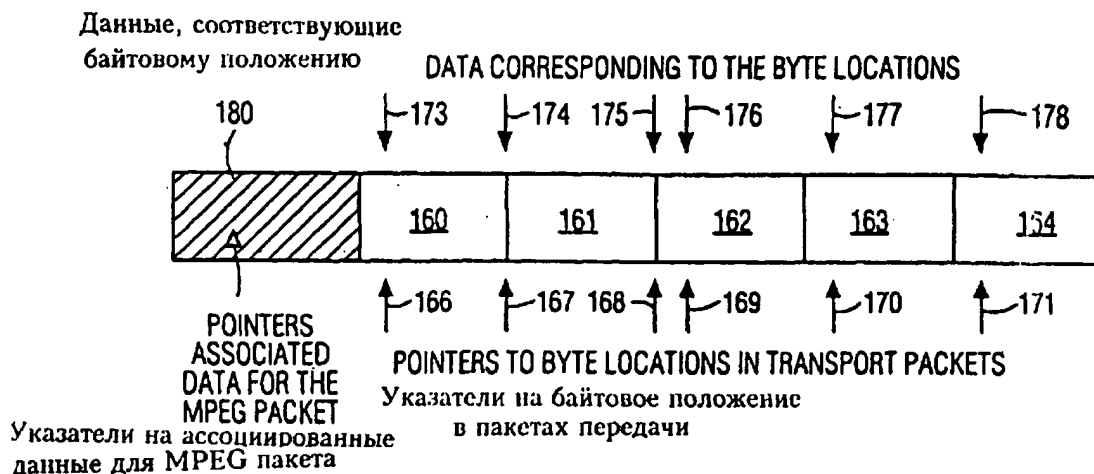 Данные, соответствующие
байтовому положению
DATA CORRESPONDING TO THE BYTE LOCATIONS
180
173
174
175
176
177
178
160
161
162
163
164
166
167
168
169
170
171
POINTERS
ASSOCIATED
DATA FOR THE
MPEG PACKET
POINTERS TO BYTE LOCATIONS IN TRANSPORT PACKETS
Указатели на байтовое положение
в пакетах передачи
Указатели на ассоциированные
данные для MPEG пакета